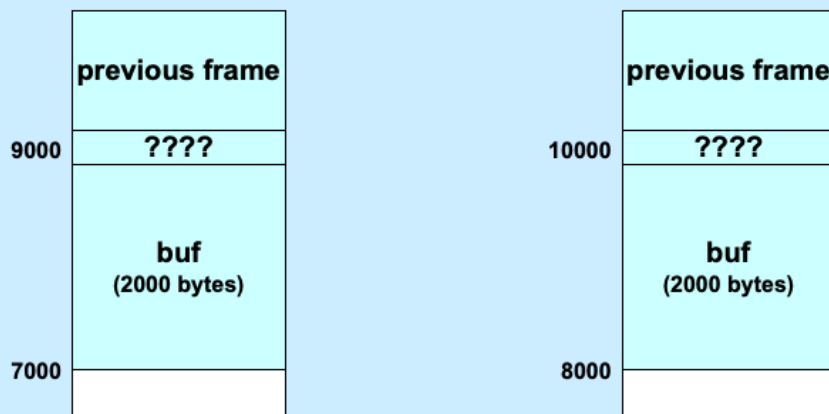 previous frame
9000
????
buf
(2000 bytes)
7000
previous frame
10000
????
buf
(2000 bytes)
8000